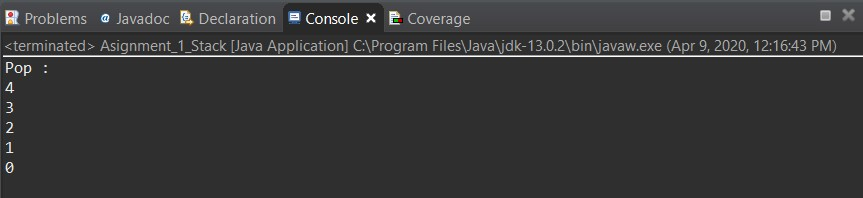 Problems @ Javadoc Declaration Console Coverage
<terminated> Asignment_1_Stack [Java Application] C:\Program Files\Java\jdk-13.0.2\bin\javaw.exe (Apr 9, 2020, 12:16:43 PM)
Pop :
4
3
2
1
0